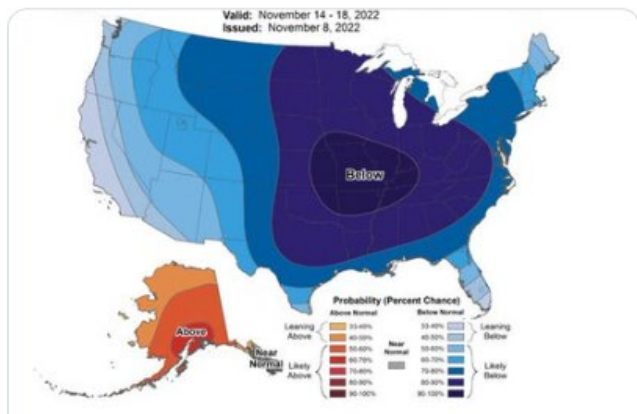 Valid: November 14 - 18, 2022
Issued: November 8, 2022
Below
Above
Near
Normal
Probability (Percent Chance)
Above Normal
Below Normal
Leaning
Above
33-40%
40-50%
Near
Normal
33-40%
40-50%
Leaning
Below
Likely
Above
50-60%
60-70%
70-80%
80-90%
90-100%
50-60%
60-70%
70-80%
80-90%
90-100%
Likely
Below